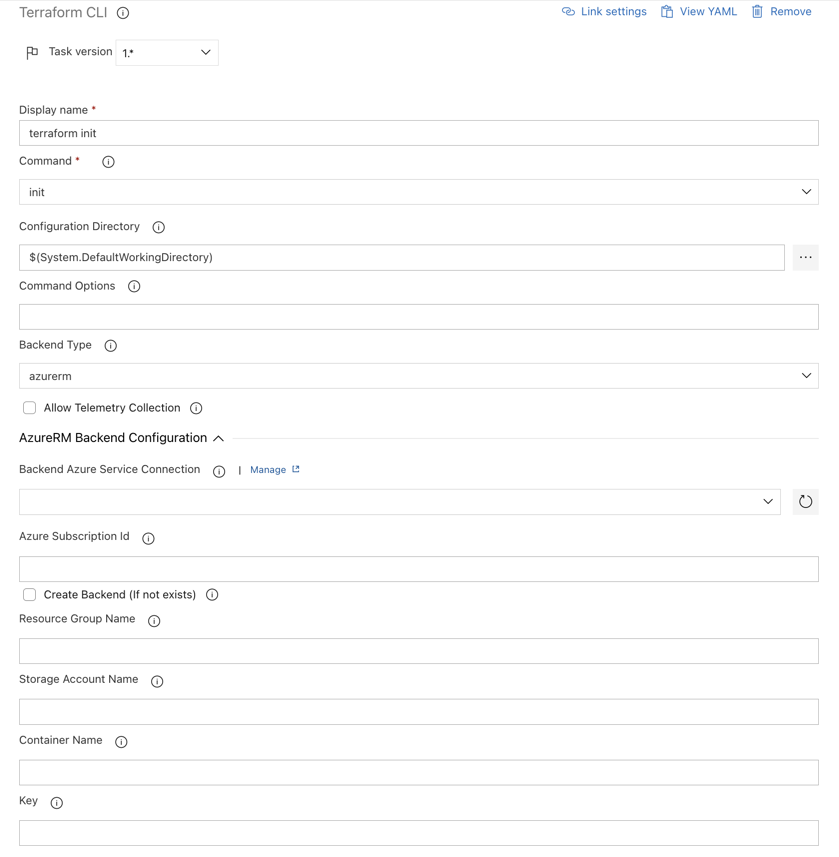 Terraform CLI
Link settings View YAML Remove
Task version 1.*
Display name *
terraform init
Command *
init
Configuration Directory
$(System.DefaultWorkingDirectory)
Command Options
Backend Type
azurerm
Allow Telemetry Collection
AzureRM Backend Configuration
Backend Azure Service Connection | Manage
Azure Subscription Id
Create Backend (If not exists)
Resource Group Name
Storage Account Name
Container Name
Key